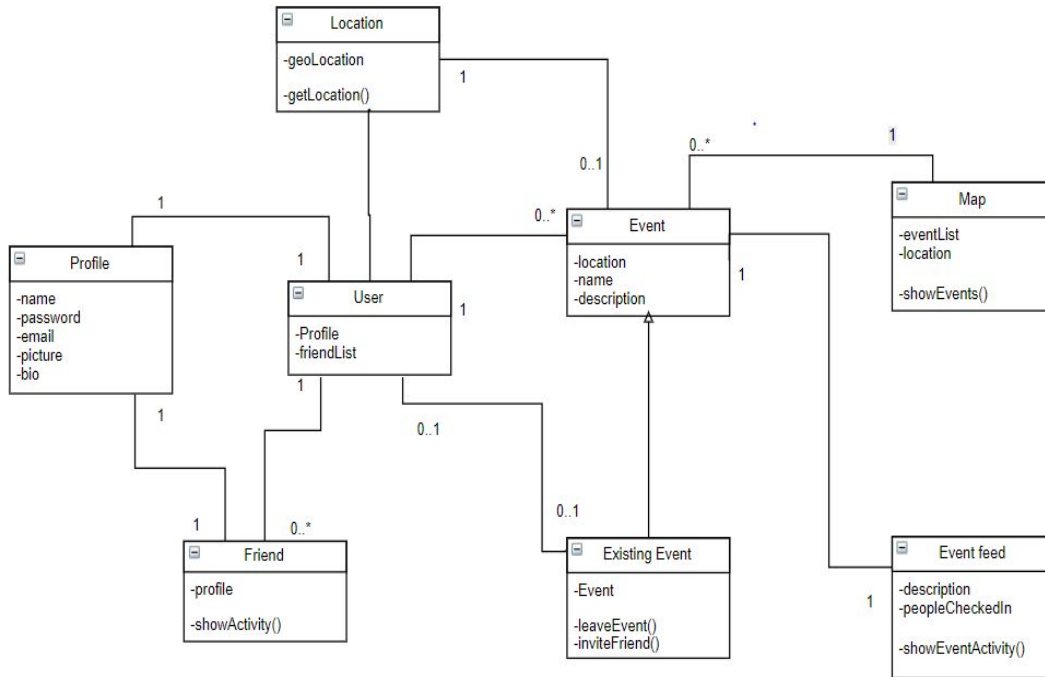 Location
-geoLocation
-getLocation()
1
0..1
0..*
1
Map
-eventList
-location
-showEvents()
1
1
Profile
-name
-password
-email
-picture
-bio
User
-Profile
-friendList
0..*
1
Event
-location
-name
-description
1
1
1
0..1
1
0..*
0..1
Friend
-profile
-showActivity()
Existing Event
-Event
-leaveEvent()
-inviteFriend()
1
Event feed
-description
-peopleCheckedIn
-showEventActivity()